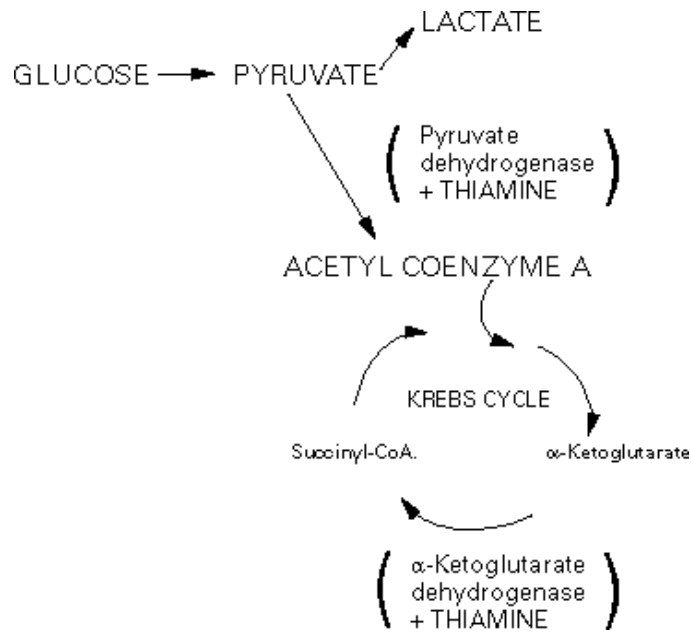 LACTATE
GLUCOSE PYRUVATE
Pyruvate
dehydrogenase
+ THIAMINE
ACETYL COENZYME A
KREBS CYCLE
Succinyl-CoA. α-Ketoglutarate
α-Ketoglutarate
dehydrogenase
+ THIAMINE